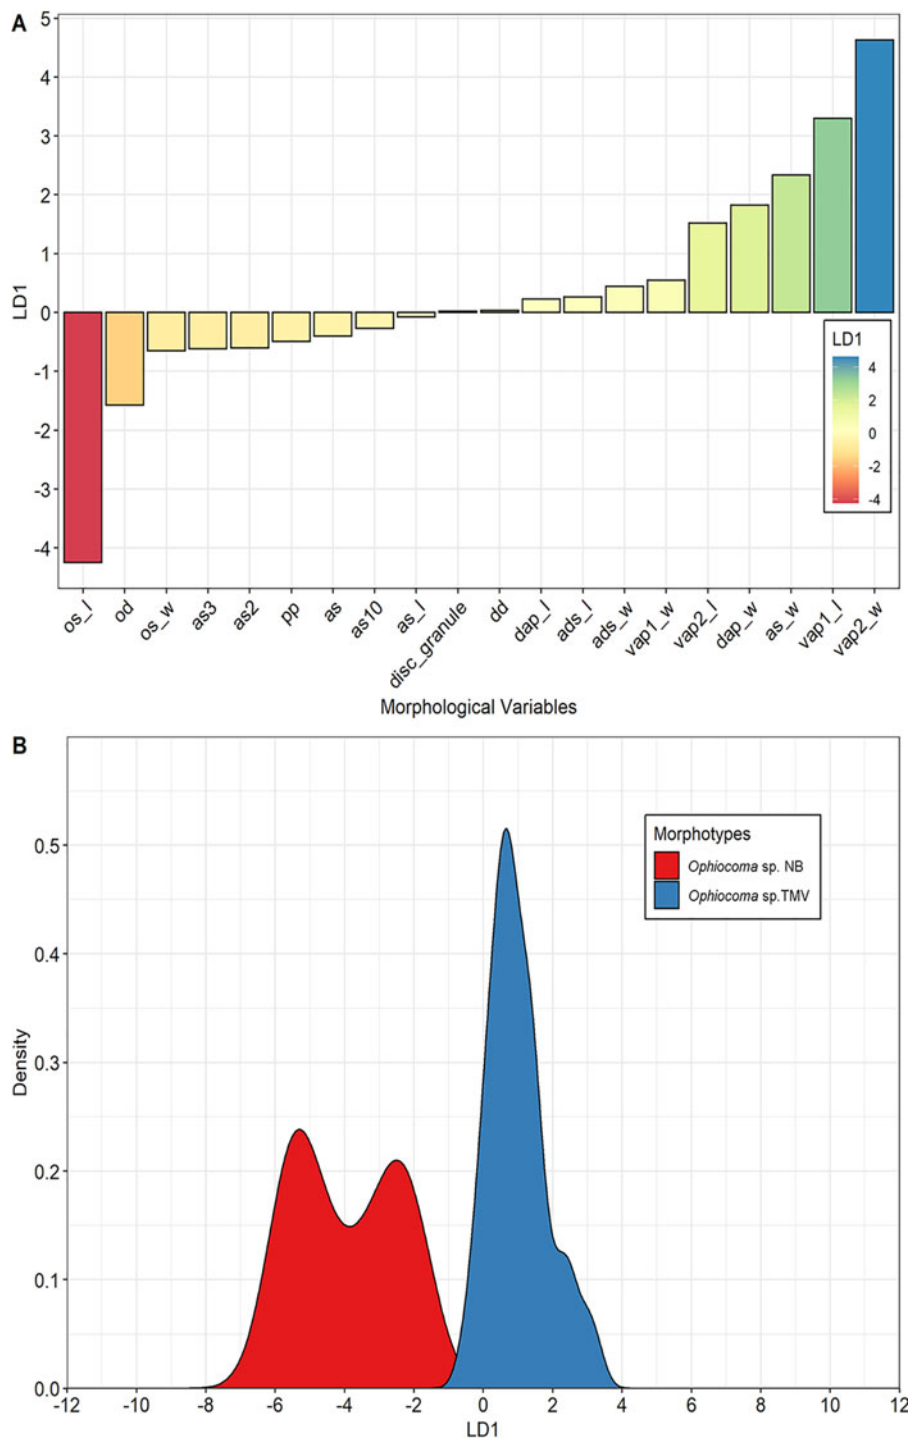 A
5
4
3
2
1
0
-1
-2
-3
-4
LD1
LD1
4
2
0
-2
-4
os_l od os_w as3 as2 pp as as10 as_l disc_granule dd dap_l ads_l ads_w vap1_w vap2_l dap_w as_w vap1_l vap2_w
Morphological Variables
B
0.5
0.4
0.3
0.2
0.1
0.0
Density
Morphotypes
Ophiocoma sp. NB
Ophiocoma sp.TMV
-12 -10 -8 -6 -4 -2 0 2 4 6 8 10 12
LD1